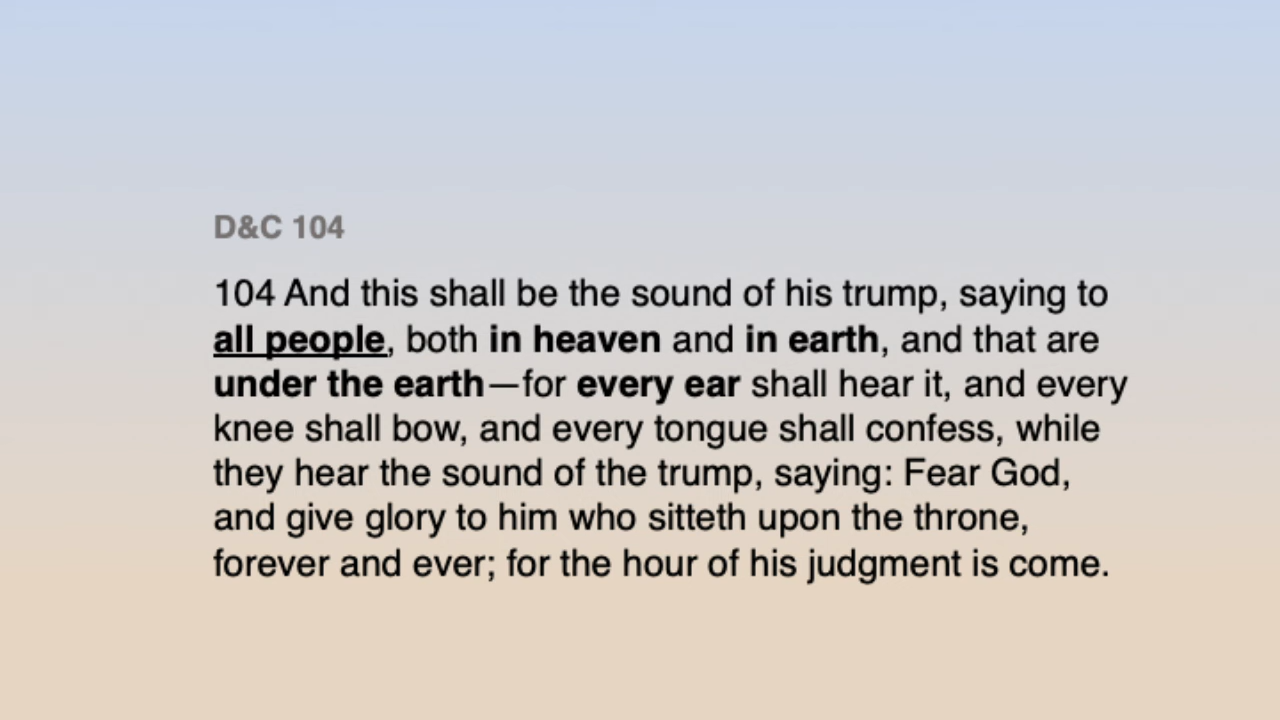 D&C 104
104 And this shall be the sound of his trump, saying to
all people, both in heaven and in earth, and that are
under the earth—for every ear shall hear it, and every
knee shall bow, and every tongue shall confess, while
they hear the sound of the trump, saying: Fear God,
and give glory to him who sitteth upon the throne,
forever and ever; for the hour of his judgment is come.